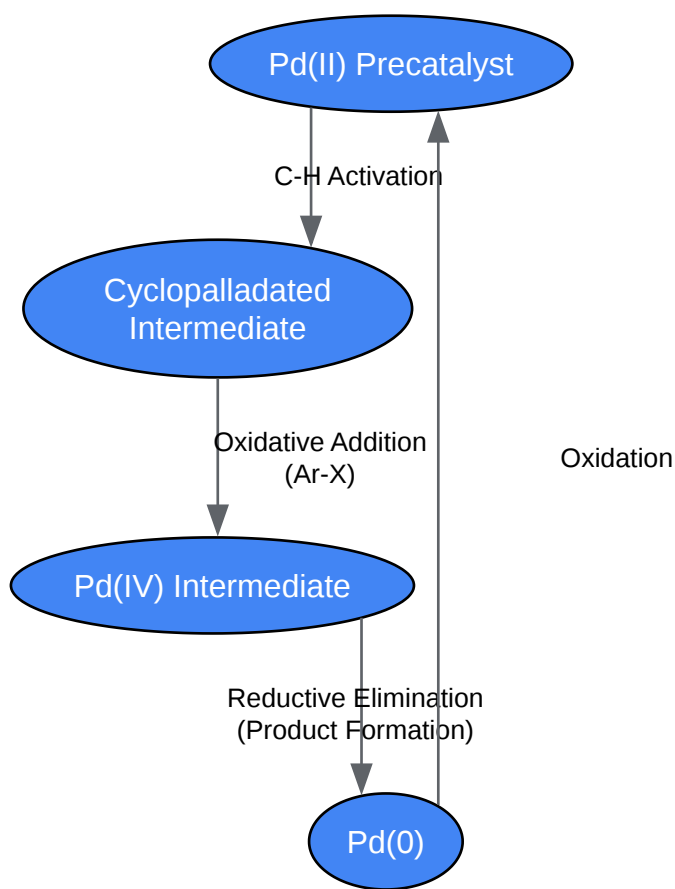 Pd(II) Precatalyst
C-H Activation
Cyclopalladated
Intermediate
Oxidative Addition
(Ar-X)
Oxidation
Pd(IV) Intermediate
Reductive Elimination
(Product Formation)
Pd(0)